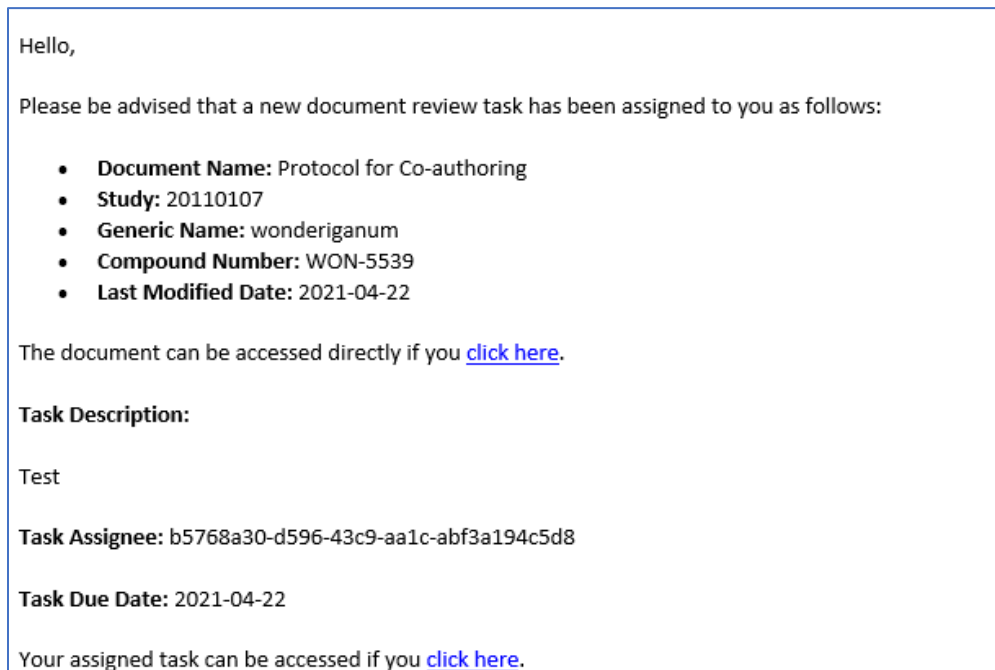 Hello,
Please be advised that a new document review task has been assigned to you as follows:
• Document Name: Protocol for Co-authoring
• Study: 20110107
• Generic Name: wonderiganum
• Compound Number: WON-5539
• Last Modified Date: 2021-04-22
The document can be accessed directly if you click here.
Task Description:
Test
Task Assignee: b5768a30-d596-43c9-aa1c-abf3a194c5d8
Task Due Date: 2021-04-22
Your assigned task can be accessed if you click here.